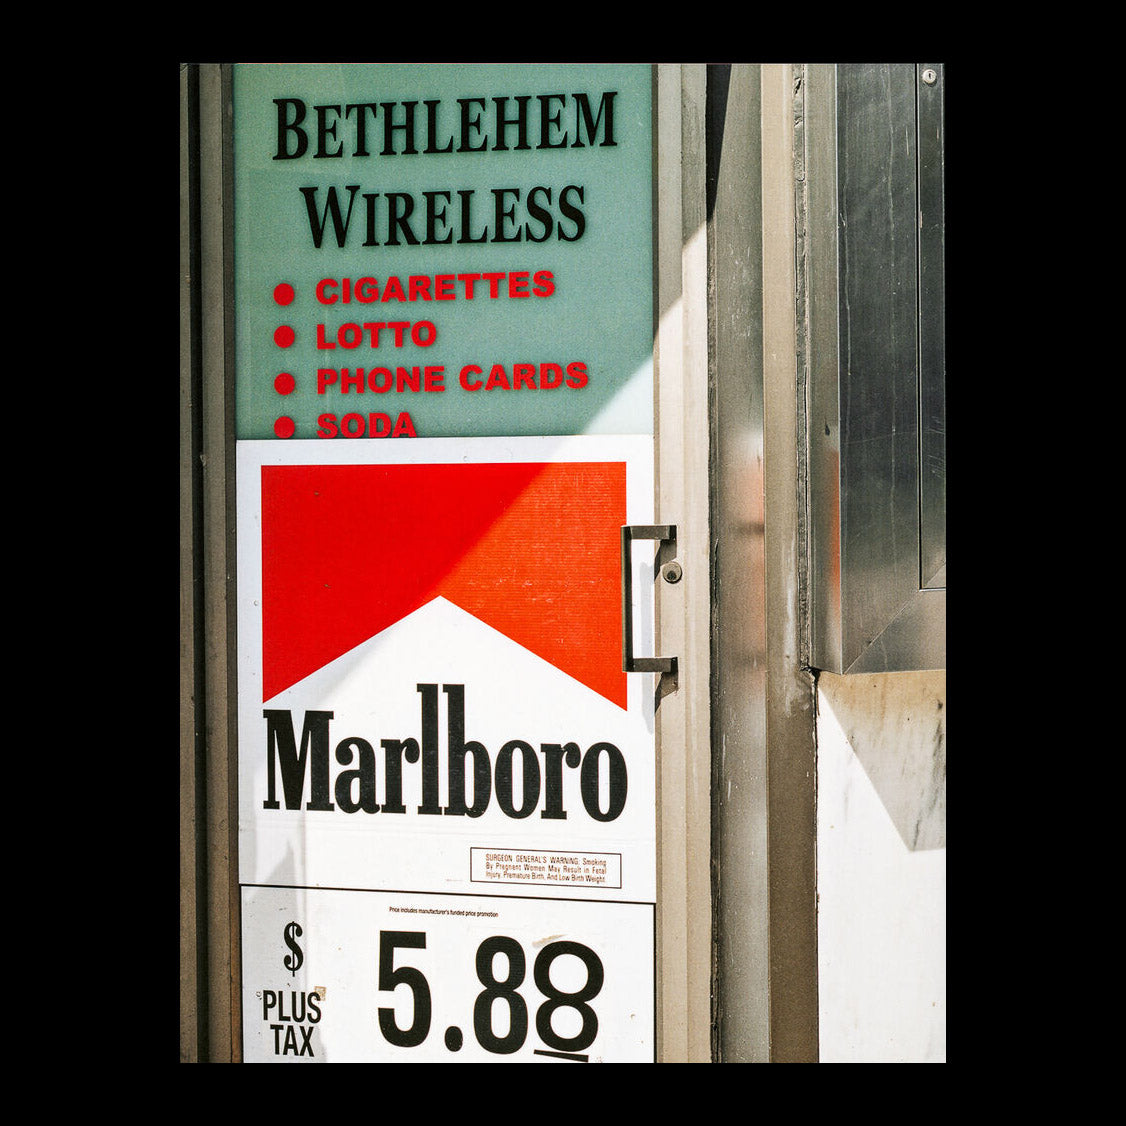 BETHLEHEM
WIRELESS
● CIGARETTES
● LOTTO
● PHONE CARDS
● SODA
Marlboro
SURGEON GENERAL'S WARNING: Smoking
By Pregnant Women May Result in Fetal
Injury, Premature Birth, And Low Birth Weight.
Price includes manufacturer's funded price promotion
$ 5.88
PLUS
TAX